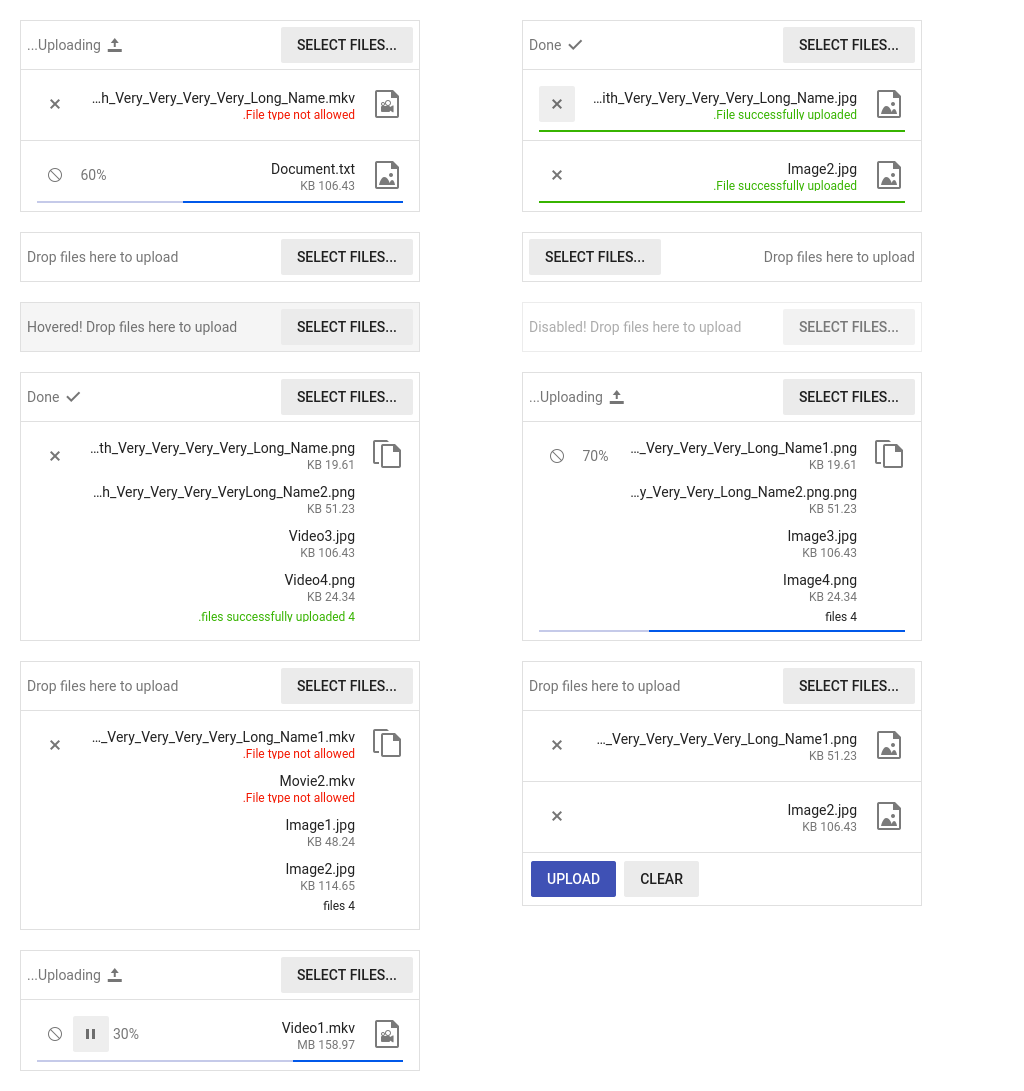 ...Uploading
SELECT FILES...
...h_Very_Very_Very_Very_Long_Name.mkv
.File type not allowed
60%
Document.txt
KB 106.43
Drop files here to upload
SELECT FILES...
Hovered! Drop files here to upload
SELECT FILES...
Done
SELECT FILES...
...th_Very_Very_Very_Very_Long_Name.png
KB 19.61
...h_Very_Very_Very_VeryLong_Name2.png
KB 51.23
Video3.jpg
KB 106.43
Video4.png
KB 24.34
.files successfully uploaded 4
Drop files here to upload
SELECT FILES...
..._Very_Very_Very_Very_Long_Name1.mkv
.File type not allowed
Movie2.mkv
.File type not allowed
Image1.jpg
KB 48.24
Image2.jpg
KB 114.65
files 4
...Uploading
SELECT FILES...
30%
Video1.mkv
MB 158.97
Done
SELECT FILES...
...ith_Very_Very_Very_Very_Long_Name.jpg
.File successfully uploaded
Image2.jpg
.File successfully uploaded
SELECT FILES...
Drop files here to upload
Disabled! Drop files here to upload
SELECT FILES...
...Uploading
SELECT FILES...
70%
..._Very_Very_Very_Long_Name1.png
KB 19.61
...y_Very_Very_Long_Name2.png.png
KB 51.23
Image3.jpg
KB 106.43
Image4.png
KB 24.34
files 4
Drop files here to upload
SELECT FILES...
..._Very_Very_Very_Very_Long_Name1.png
KB 51.23
Image2.jpg
KB 106.43
UPLOAD
CLEAR